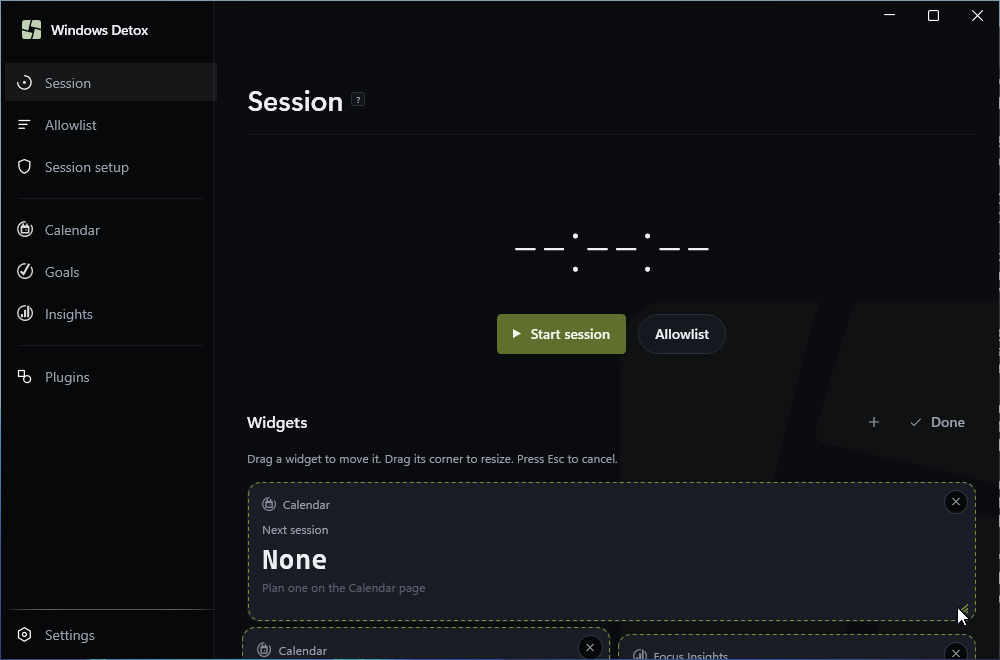 Windows Detox
Session
Allowlist
Session setup
Calendar
Goals
Insights
Plugins
Settings
Session ?
--:--:--
Start session
Allowlist
Widgets
+ Done
Drag a widget to move it. Drag its corner to resize. Press Esc to cancel.
Calendar
Next session
None
Plan one on the Calendar page
Calendar
Focus Insights